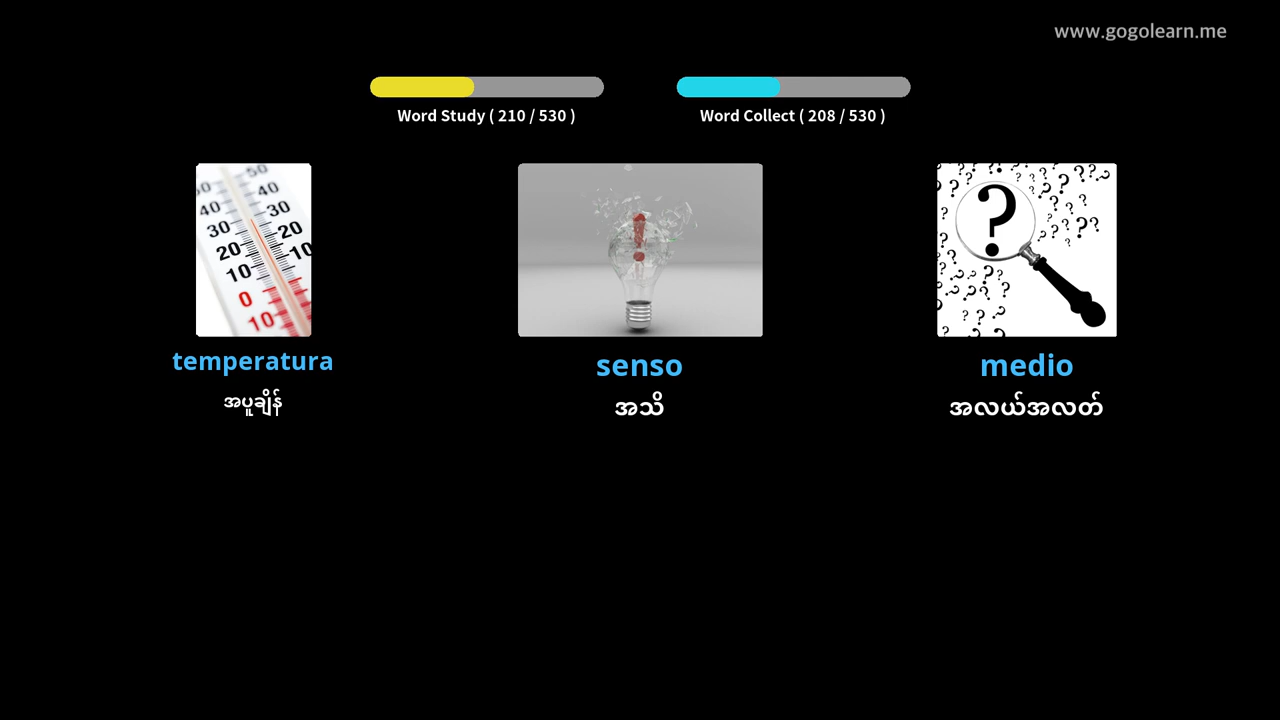 www.gogolearn.me
Word Study ( 210 / 530 )
Word Collect ( 208 / 530 )
temperatura
senso
medio
အပူချိန်
အသိ
အလယ်အလတ်